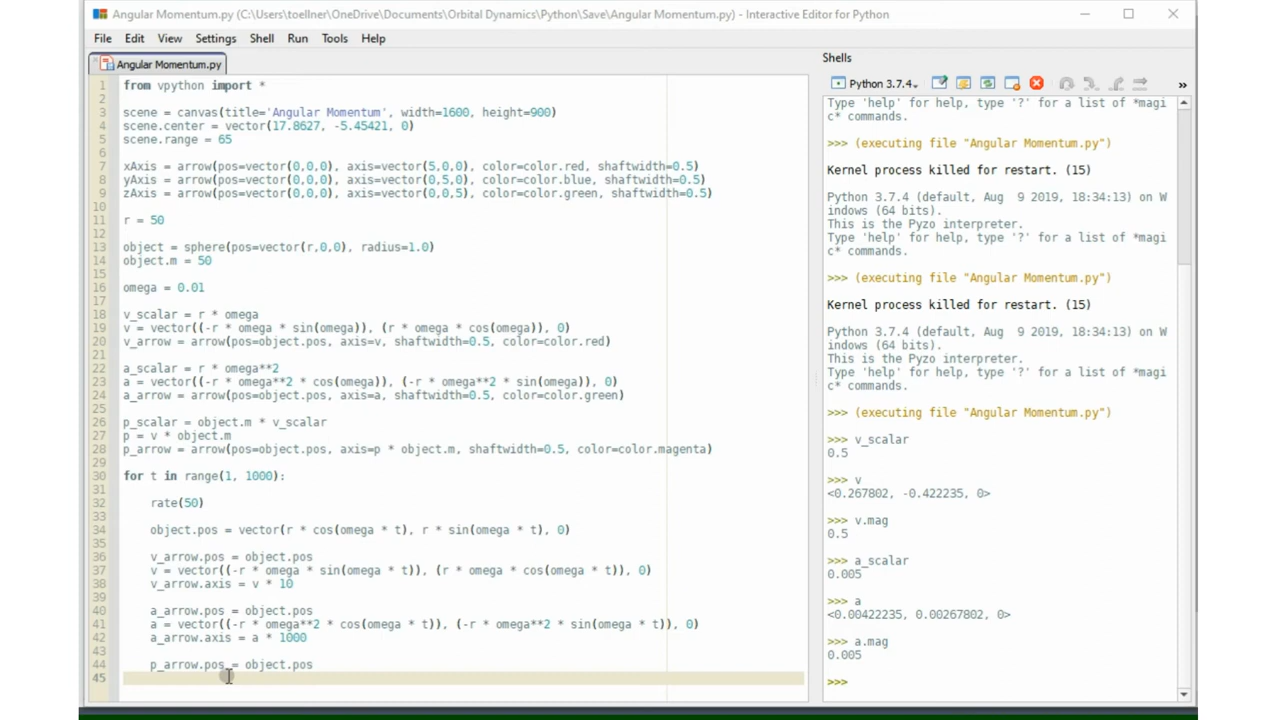 Angular Momentum.py (C:\Users\toellner\OneDrive\Documents\Orbital Dynamics\Python\Save\Angular Momentum.py) - Interactive Editor for Python
File Edit View Settings Shell Run Tools Help
Angular Momentum.py
1 from vpython import *
2
3 scene = canvas(title='Angular Momentum', width=1600, height=900)
4 scene.center = vector(17.8627, -5.45421, 0)
5 scene.range = 65
6
7 xAxis = arrow(pos=vector(0,0,0), axis=vector(5,0,0), color=color.red, shaftwidth=0.5)
8 yAxis = arrow(pos=vector(0,0,0), axis=vector(0,5,0), color=color.blue, shaftwidth=0.5)
9 zAxis = arrow(pos=vector(0,0,0), axis=vector(0,0,5), color=color.green, shaftwidth=0.5)
10
11 r = 50
12
13 object = sphere(pos=vector(r,0,0), radius=1.0)
14 object.m = 50
15
16 omega = 0.01
17
18 v_scalar = r * omega
19 v = vector((-r * omega * sin(omega)), (r * omega * cos(omega)), 0)
20 v_arrow = arrow(pos=object.pos, axis=v, shaftwidth=0.5, color=color.red)
21
22 a_scalar = r * omega**2
23 a = vector((-r * omega**2 * cos(omega)), (-r * omega**2 * sin(omega)), 0)
24 a_arrow = arrow(pos=object.pos, axis=a, shaftwidth=0.5, color=color.green)
25
26 p_scalar = object.m * v_scalar
27 p = v * object.m
28 p_arrow = arrow(pos=object.pos, axis=p * object.m, shaftwidth=0.5, color=color.magenta)
29
30 for t in range(1, 1000):
31
32 rate(50)
33
34 object.pos = vector(r * cos(omega * t), r * sin(omega * t), 0)
35
36 v_arrow.pos = object.pos
37 v = vector((-r * omega * sin(omega * t)), (r * omega * cos(omega * t)), 0)
38 v_arrow.axis = v * 10
39
40 a_arrow.pos = object.pos
41 a = vector((-r * omega**2 * cos(omega * t)), (-r * omega**2 * sin(omega * t)), 0)
42 a_arrow.axis = a * 1000
43
44 p_arrow.pos = object.pos
45
Shells
Python 3.7.4
»
Type 'help' for help, type '?' for a list of *magi
c* commands.
>>> (executing file "Angular Momentum.py")
Kernel process killed for restart. (15)
Python 3.7.4 (default, Aug 9 2019, 18:34:13) on W
indows (64 bits).
This is the Pyzo interpreter.
Type 'help' for help, type '?' for a list of *magi
c* commands.
>>> (executing file "Angular Momentum.py")
Kernel process killed for restart. (15)
Python 3.7.4 (default, Aug 9 2019, 18:34:13) on W
indows (64 bits).
This is the Pyzo interpreter.
Type 'help' for help, type '?' for a list of *magi
c* commands.
>>> (executing file "Angular Momentum.py")
>>> v_scalar
0.5
>>> v
<0.267802, -0.422235, 0>
>>> v.mag
0.5
>>> a_scalar
0.005
>>> a
<0.00422235, 0.00267802, 0>
>>> a.mag
0.005
>>>